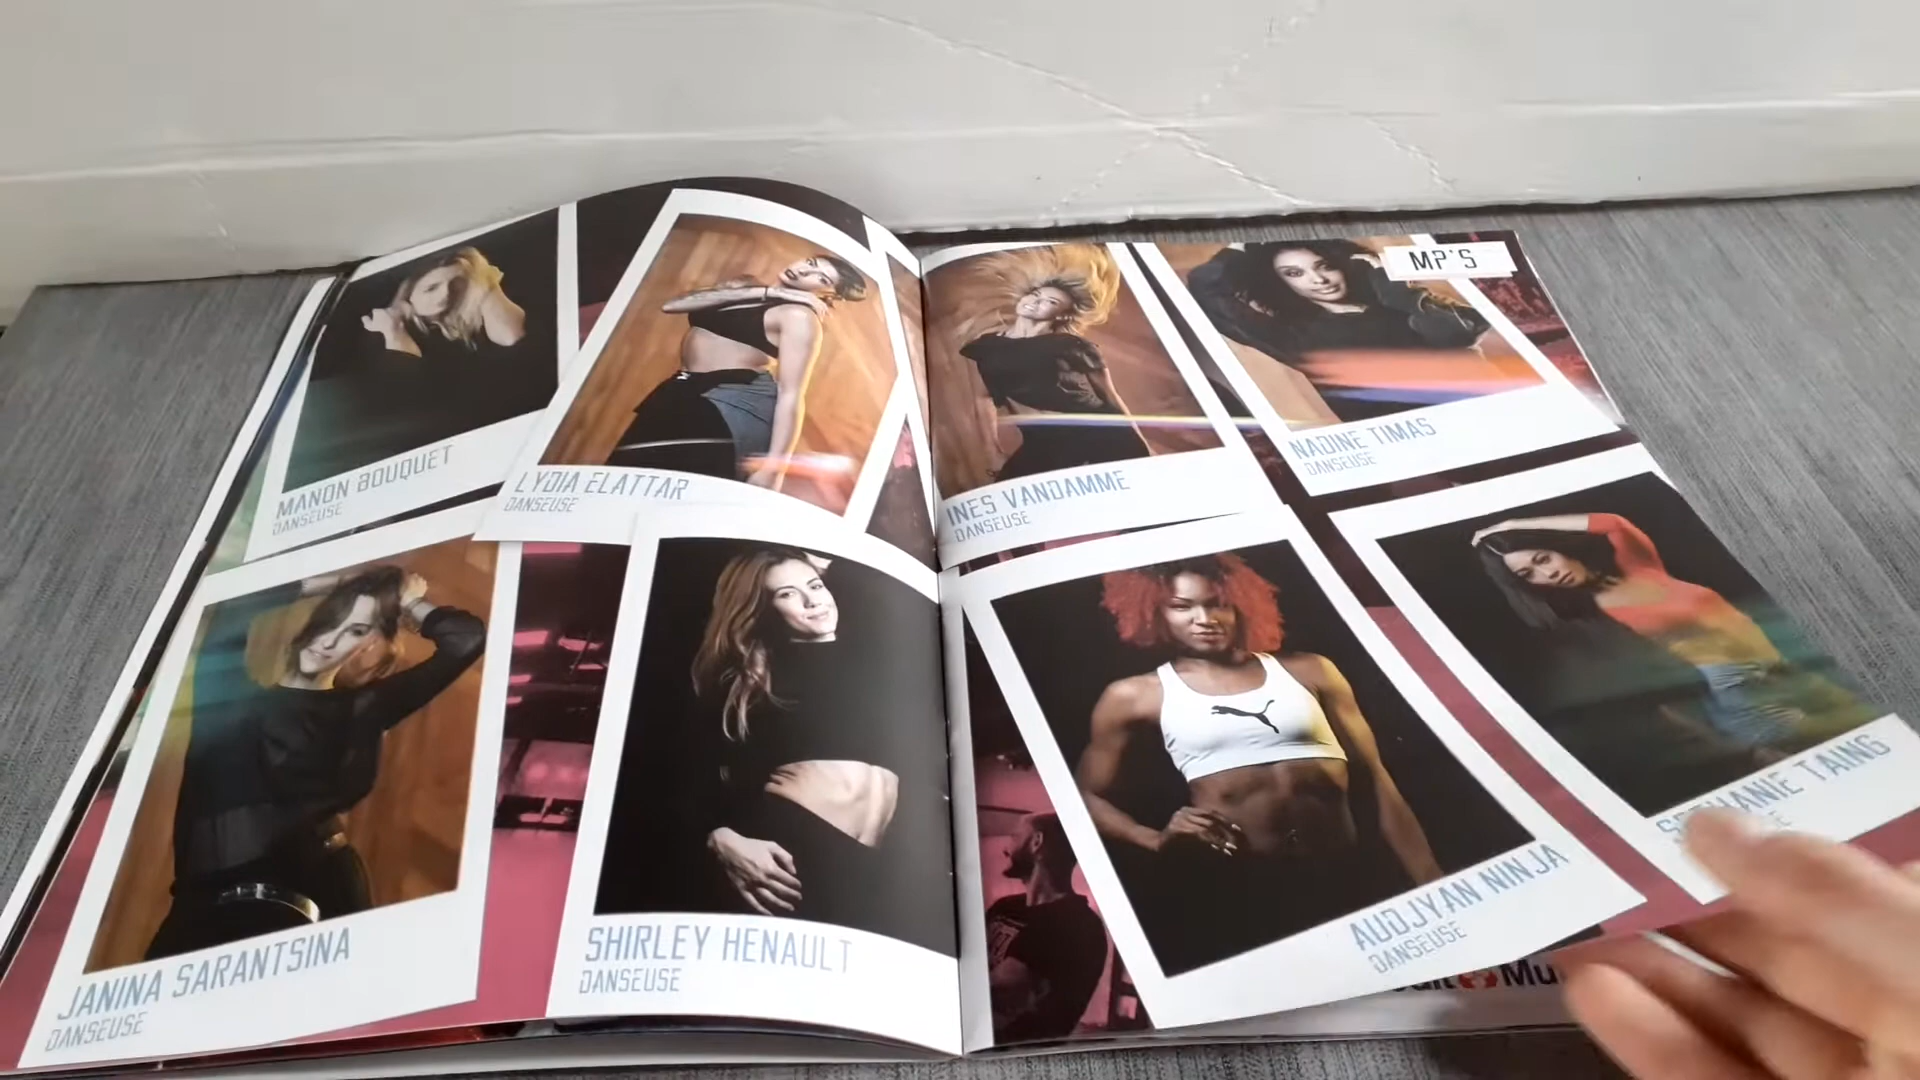 MP'S
MANON BOUQUET
DANSEUSE
LYDIA ELATTAR
DANSEUSE
INES VANDAMME
DANSEUSE
NADINE TIMAS
DANSEUSE
JANINA SARANTSINA
DANSEUSE
SHIRLEY HENAULT
DANSEUSE
AUDJYAN NINJA
DANSEUSE
TAING